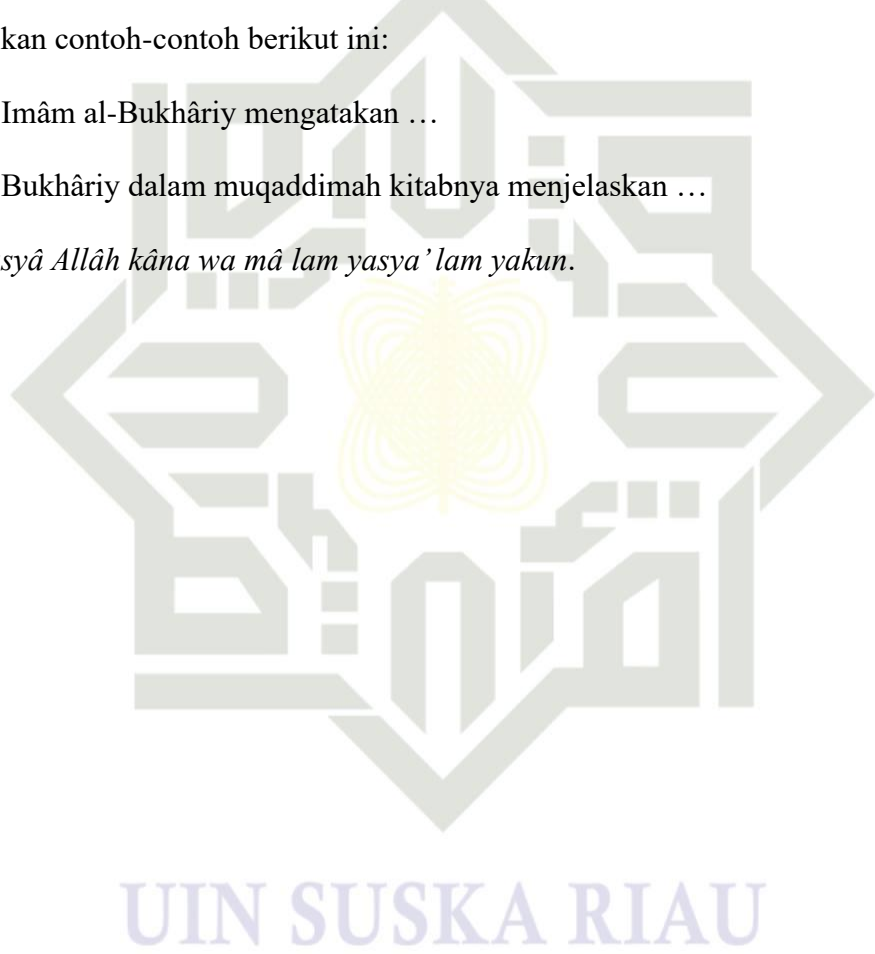 kan contoh-contoh berikut ini:
Imâm al-Bukhâriy mengatakan …
Bukhâriy dalam muqaddimah kitabnya menjelaskan …
syâ Allâh kâna wa mâ lam yasya’ lam yakun.
UIN SUSKA RIAU